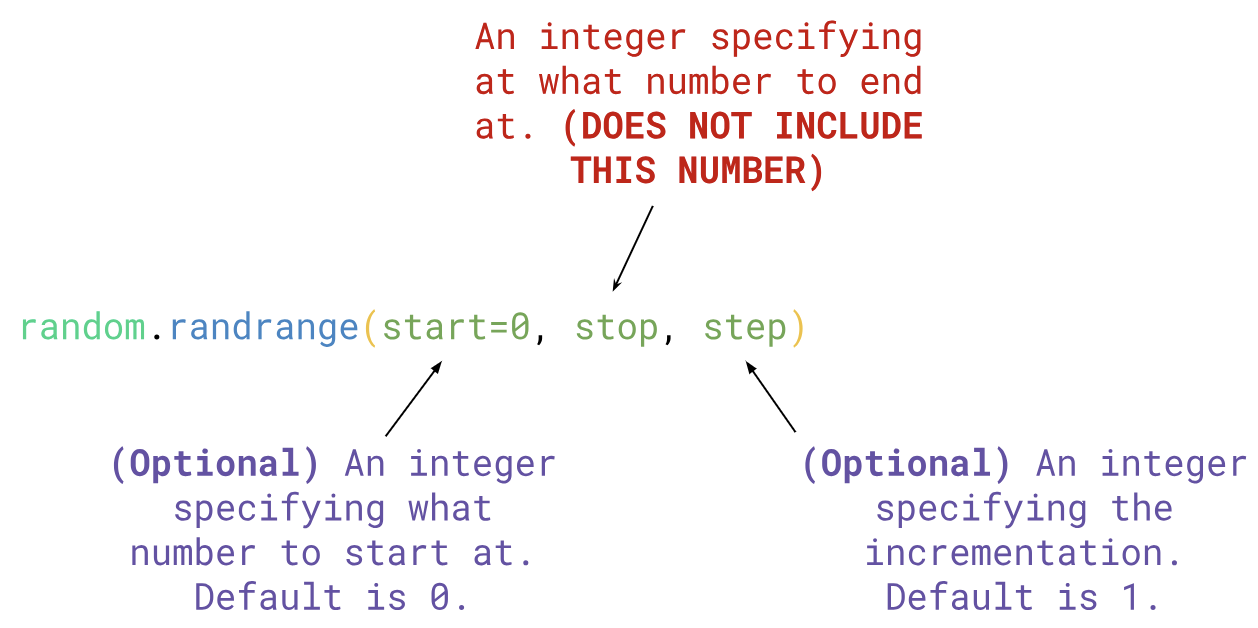 An integer specifying
at what number to end
at. (DOES NOT INCLUDE
THIS NUMBER)
random.randrange(start=0, stop, step)
(Optional) An integer
specifying what
number to start at.
Default is 0.
(Optional) An integer
specifying the
incrementation.
Default is 1.